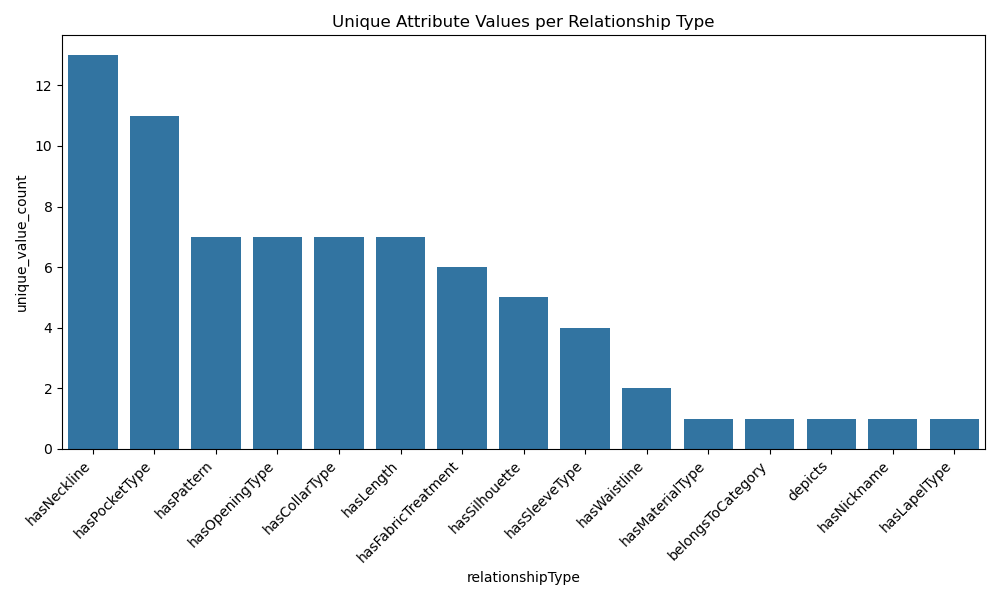 Unique Attribute Values per Relationship Type
unique_value_count
12
10
8
6
4
2
0
hasNeckline
hasPocketType
hasPattern
hasOpeningType
hasCollarType
hasLength
hasFabricTreatment
hasSilhouette
hasSleeveType
hasWaistline
hasMaterialType
belongsToCategory
depicts
hasNickname
hasLapelType
relationshipType